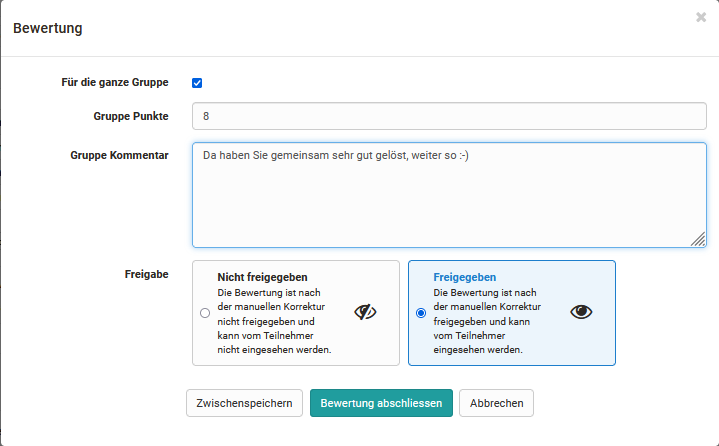 Bewertung
Für die ganze Gruppe
Gruppe Punkte
8
Gruppe Kommentar
Da haben Sie gemeinsam sehr gut gelöst, weiter so :-)
Freigabe
Nicht freigegeben
Die Bewertung ist nach
der manuellen Korrektur
nicht freigegeben und
kann vom Teilnehmer
nicht eingesehen werden.
Freigegeben
Die Bewertung ist nach
der manuellen Korrektur
freigegeben und kann
vom Teilnehmer
eingesehen werden.
Zwischenspeichern
Bewertung abschliessen
Abbrechen